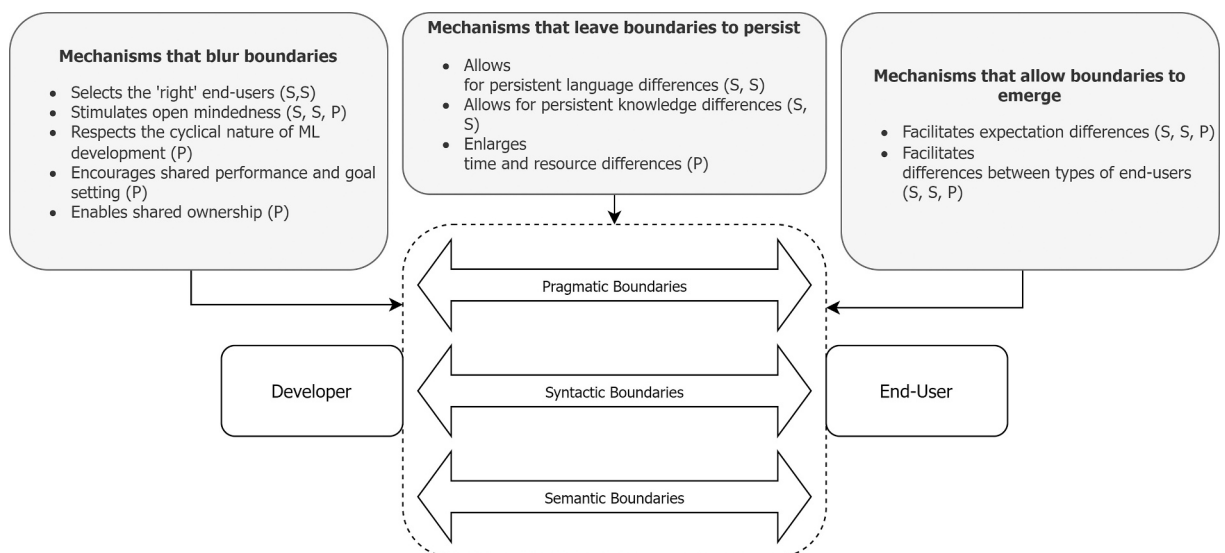 Mechanisms that blur boundaries
• Selects the 'right' end-users (S,S)
• Stimulates open mindedness (S, S, P)
• Respects the cyclical nature of ML
development (P)
• Encourages shared performance and goal
setting (P)
• Enables shared ownership (P)
Mechanisms that leave boundaries to persist
• Allows
for persistent language differences (S, S)
• Allows for persistent knowledge differences (S,
S)
• Enlarges
time and resource differences (P)
Mechanisms that allow boundaries to
emerge
• Facilitates expectation differences (S, S, P)
• Facilitates
differences between types of end-users
(S, S, P)
Pragmatic Boundaries
Developer
Syntactic Boundaries
End-User
Semantic Boundaries